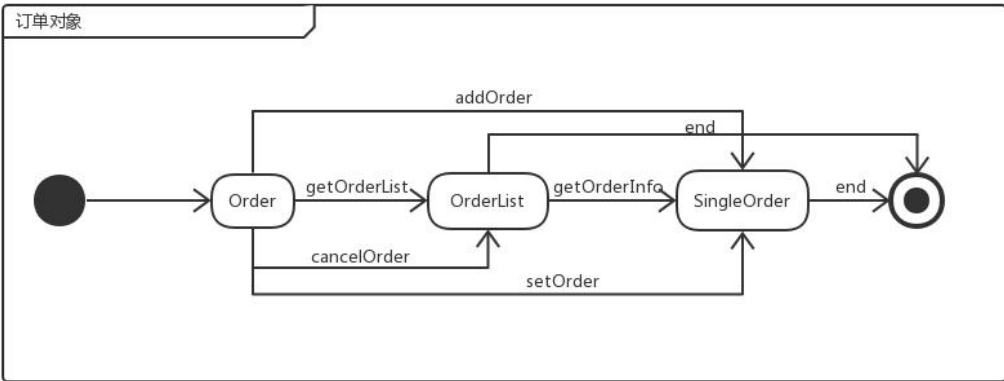 订单对象
addOrder
end
Order
getOrderList
OrderList
getOrderInfo
SingleOrder
end
cancelOrder
setOrder